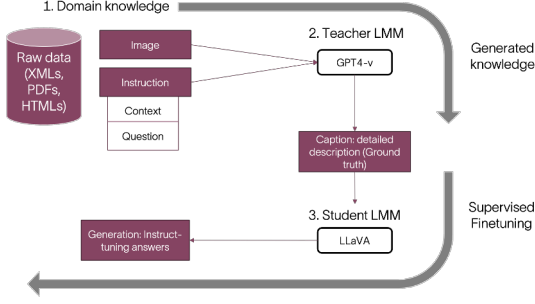 1. Domain knowledge
Raw data
(XMLs,
PDFs,
HTMLs)
Image
Instruction
Context
Question
2. Teacher LMM
GPT4-v
Generated
knowledge
Caption: detailed
description (Ground
truth)
3. Student LMM
LLaVA
Generation: Instruct-
tuning answers
Supervised
Finetuning